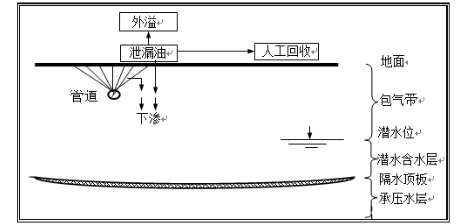 外溢
泄漏油
人工回收
地面
管道
包气带
下渗
潜水位
潜水含水层
隔水顶板
承压水层